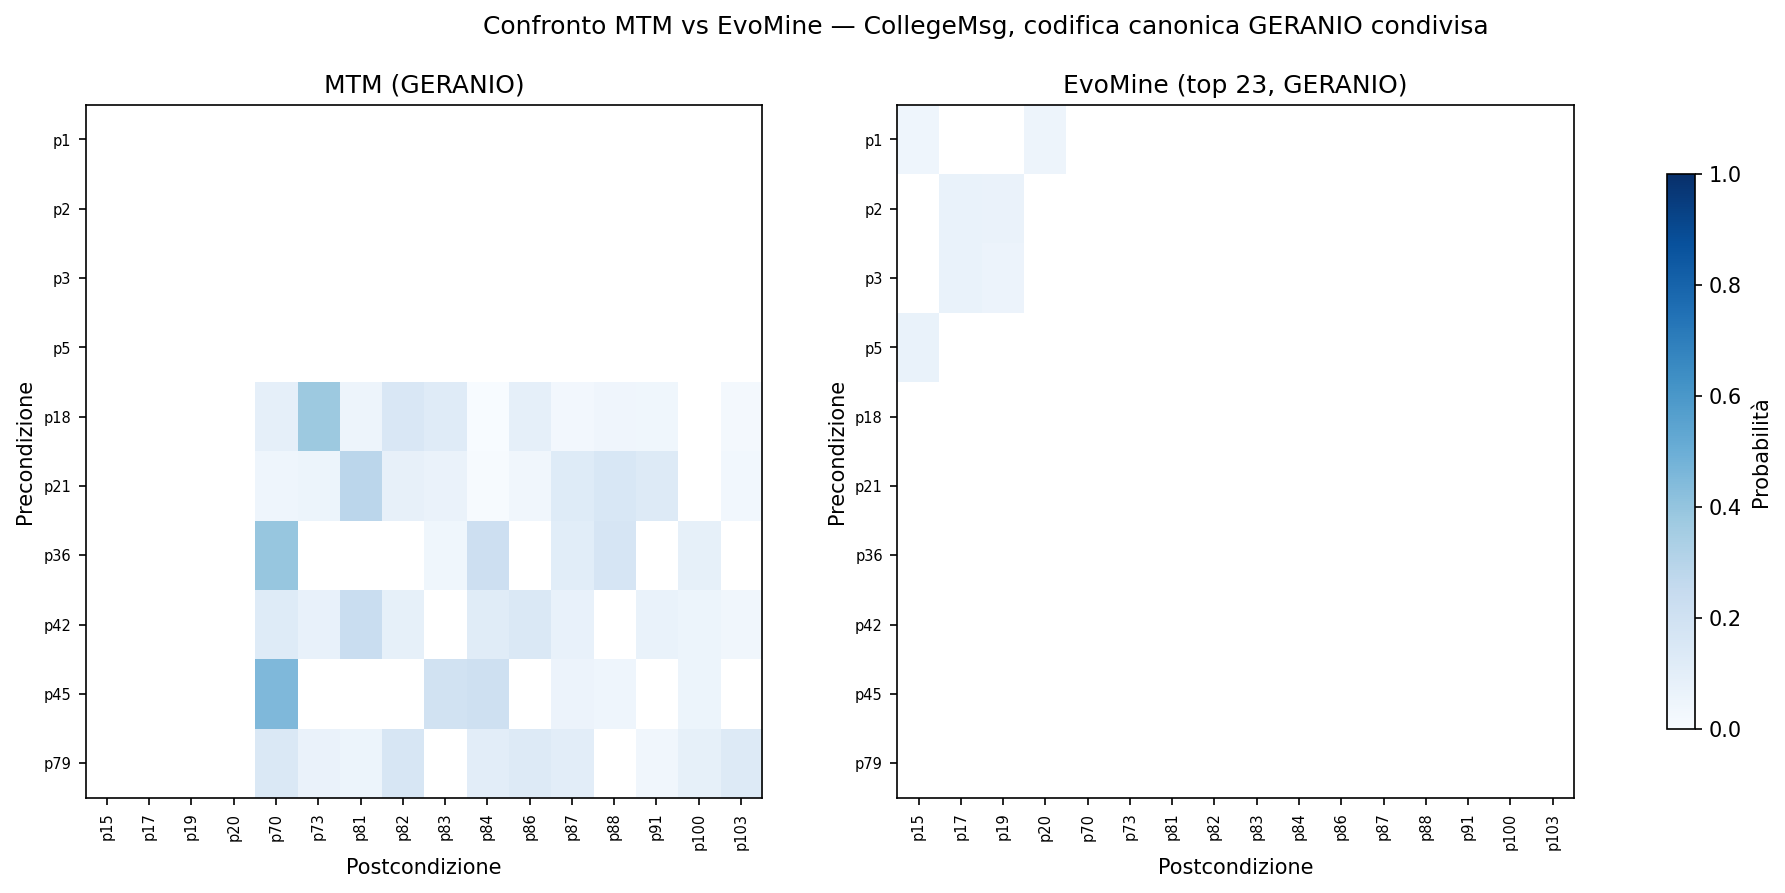 Confronto MTM vs EvoMine — CollegeMsg, codifica canonica GERANIO condivisa
MTM (GERANIO)
Precondizione
p1
p2
p3
p5
p18
p21
p36
p42
p45
p79
p15 p17 p19 p20 p70 p73 p81 p82 p83 p84 p86 p87 p88 p91 p100 p103
Postcondizione
EvoMine (top 23, GERANIO)
Precondizione
p1
p2
p3
p5
p18
p21
p36
p42
p45
p79
p15 p17 p19 p20 p70 p73 p81 p82 p83 p84 p86 p87 p88 p91 p100 p103
Postcondizione
1.0
0.8
0.6
0.4
0.2
0.0
Probabilità